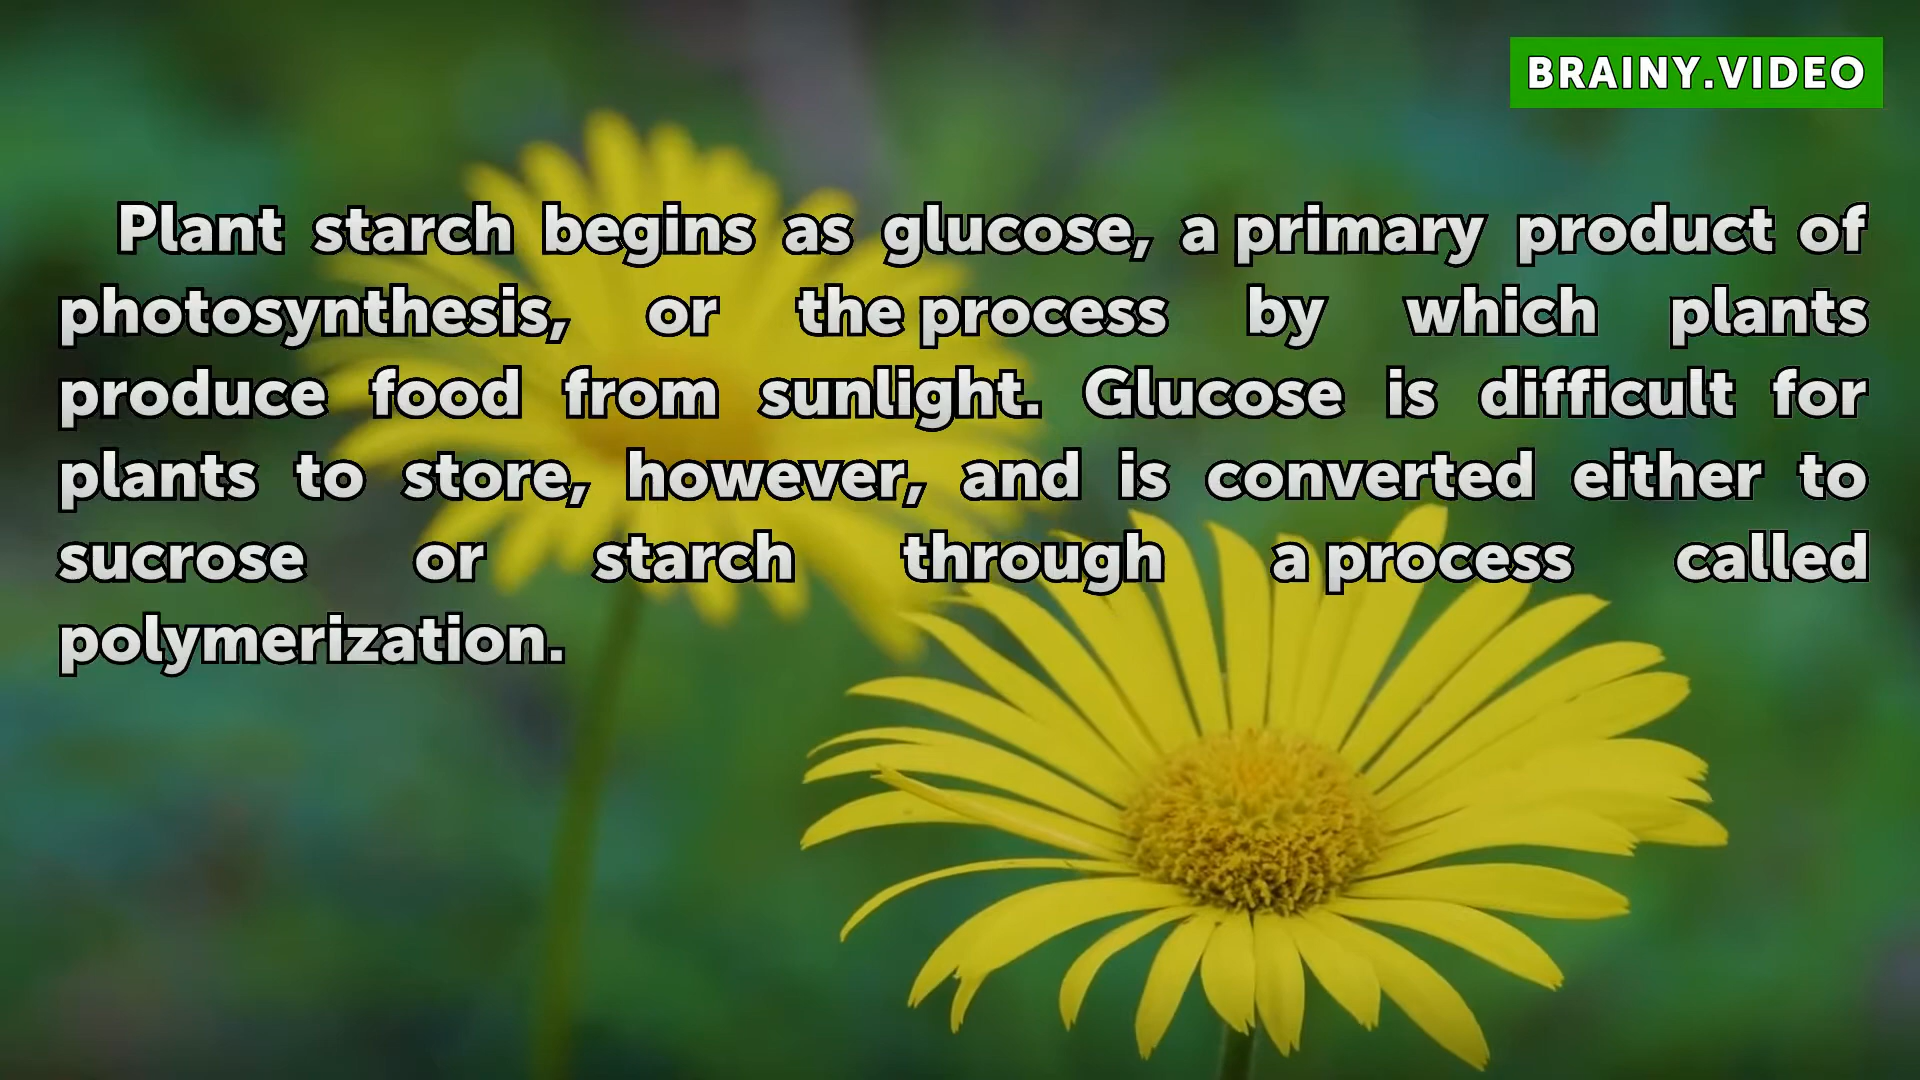 BRAINY.VIDEO
Plant starch begins as glucose, a primary product of
photosynthesis, or the process by which plants
produce food from sunlight. Glucose is difficult for
plants to store, however, and is converted either to
sucrose or starch through a process called
polymerization.